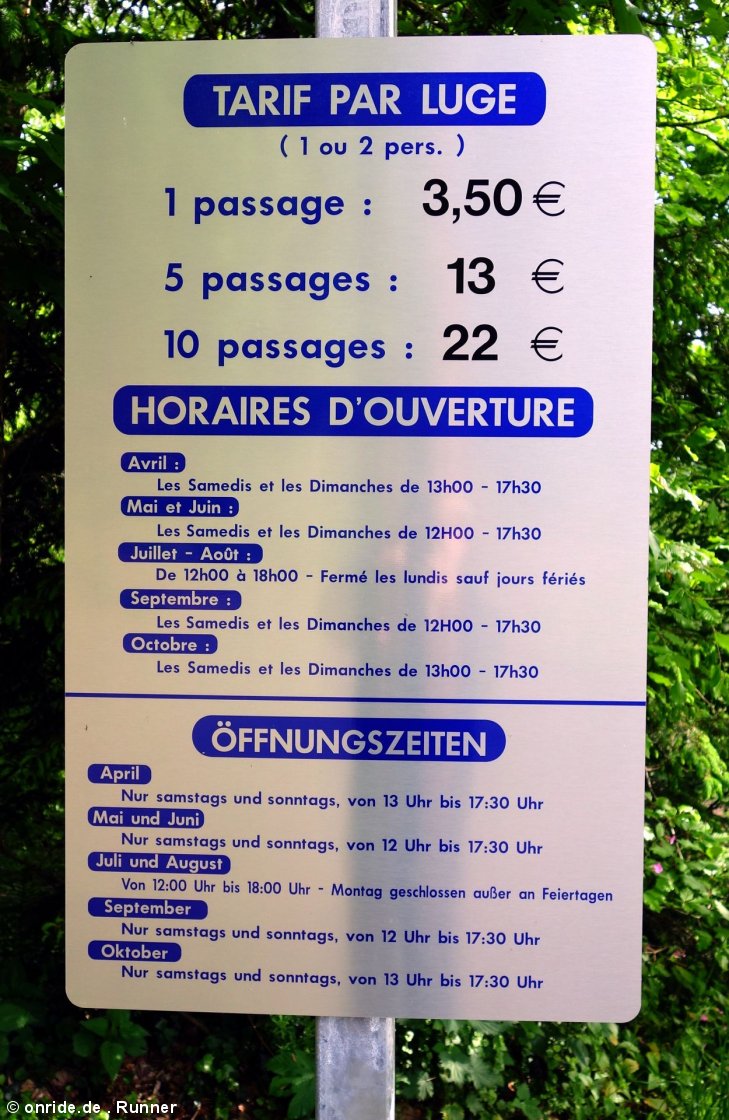 TARIF PAR LUGE
( 1 ou 2 pers. )
1 passage : 3,50 €
5 passages : 13 €
10 passages : 22 €
HORAIRES D'OUVERTURE
Avril :
Les Samedis et les Dimanches de 13h00 - 17h30
Mai et Juin :
Les Samedis et les Dimanches de 12H00 - 17h30
Juillet - Août :
De 12h00 à 18h00 - Fermé les lundis sauf jours fériés
Septembre :
Les Samedis et les Dimanches de 12H00 - 17h30
Octobre :
Les Samedis et les Dimanches de 13h00 - 17h30
ÖFFNUNGSZEITEN
April
Nur samstags und sonntags, von 13 Uhr bis 17:30 Uhr
Mai und Juni
Nur samstags und sonntags, von 12 Uhr bis 17:30 Uhr
Juli und August
Von 12:00 Uhr bis 18:00 Uhr - Montag geschlossen außer an Feiertagen
September
Nur samstags und sonntags, von 12 Uhr bis 17:30 Uhr
Oktober
Nur samstags und sonntags, von 13 Uhr bis 17:30 Uhr
© onride.de . Runner